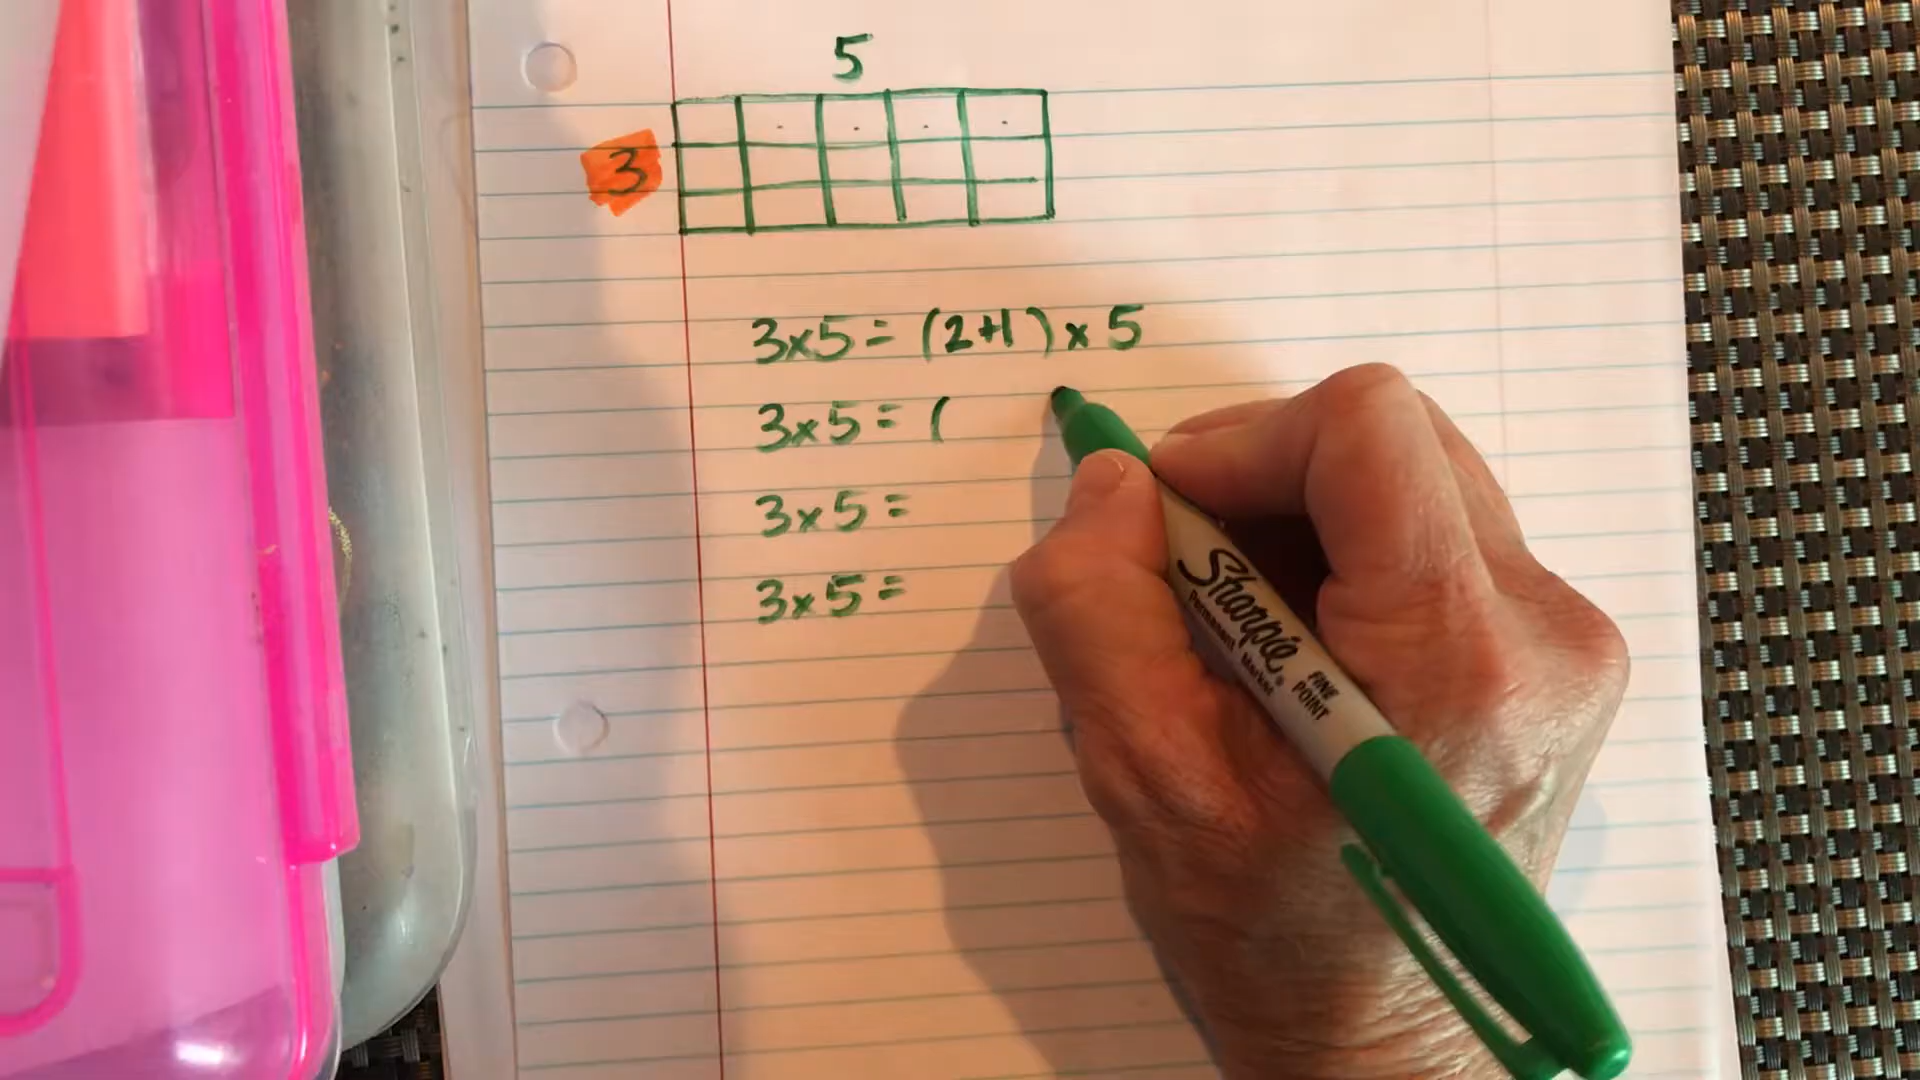 5
3
3x5 = (2+1) x 5
3x5 = (
3x5 =
3x5 =
Sharpie
FINE POINT
Permanent Marker